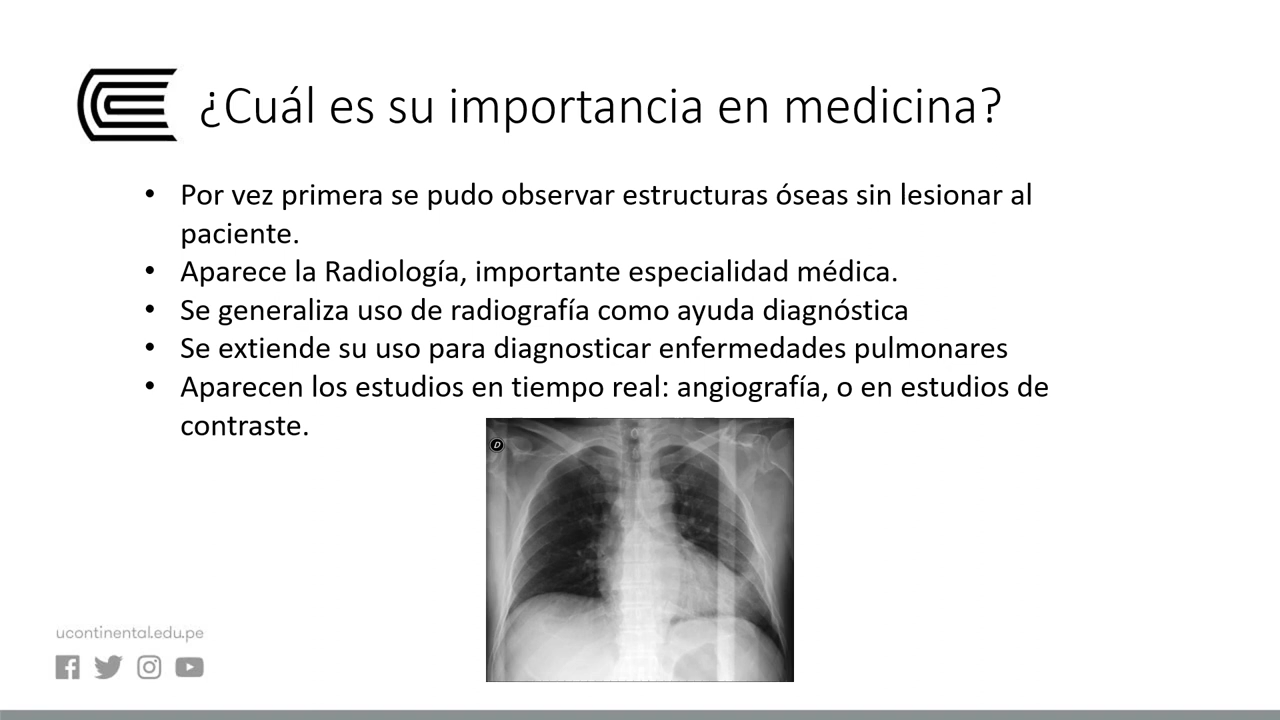 ¿Cuál es su importancia en medicina?
• Por vez primera se pudo observar estructuras óseas sin lesionar al
paciente.
• Aparece la Radiología, importante especialidad médica.
• Se generaliza uso de radiografía como ayuda diagnóstica
• Se extiende su uso para diagnosticar enfermedades pulmonares
• Aparecen los estudios en tiempo real: angiografía, o en estudios de
contraste.
D
ucontinental.edu.pe